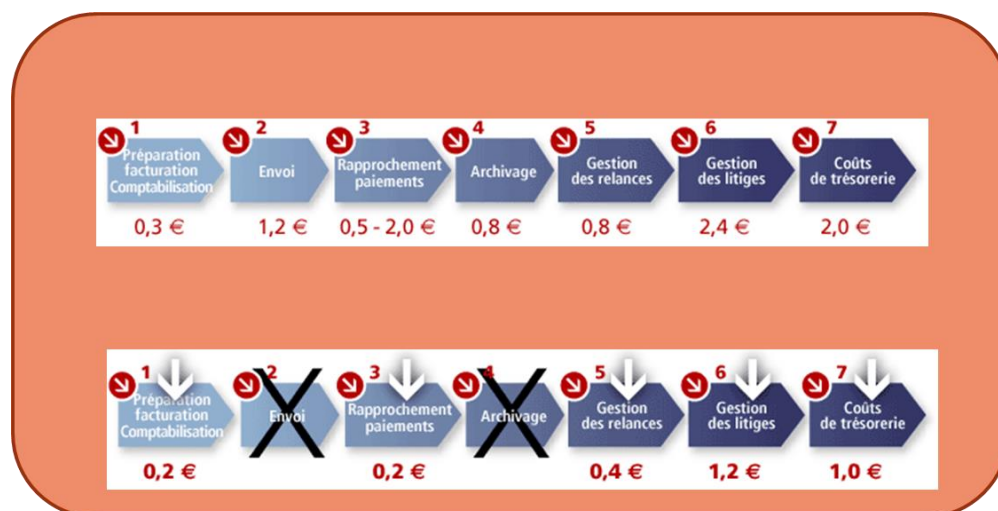 1
Préparation
facturation
Comptabilisation
0,3 €
2
Envoi
1,2 €
3
Rapprochement
paiements
0,5 - 2,0 €
4
Archivage
0,8 €
5
Gestion
des relances
0,8 €
6
Gestion
des litiges
2,4 €
7
Coûts
de trésorerie
2,0 €
1
Préparation
facturation
Comptabilisation
0,2 €
2
Envoi
3
Rapprochement
paiements
0,2 €
4
Archivage
5
Gestion
des relances
0,4 €
6
Gestion
des litiges
1,2 €
7
Coûts
de trésorerie
1,0 €